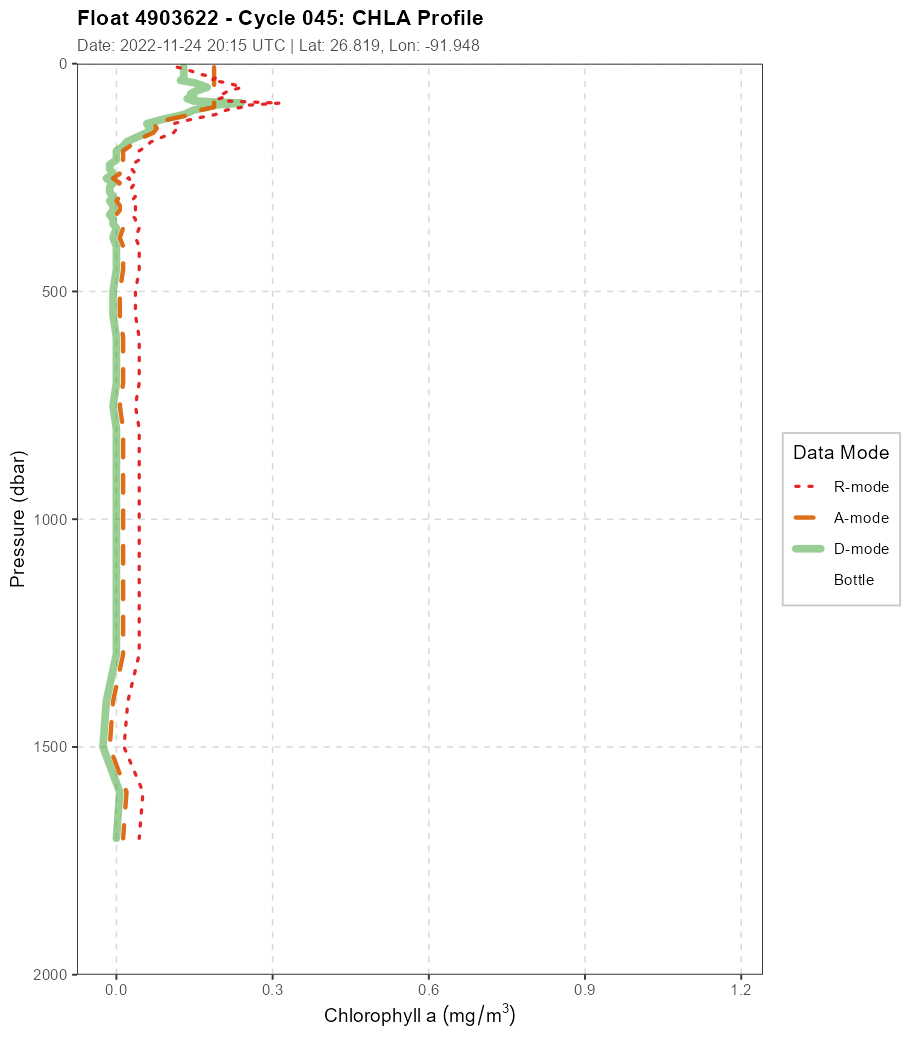 Float 4903622 - Cycle 045: CHLA Profile
Date: 2022-11-24 20:15 UTC | Lat: 26.819, Lon: -91.948
0
500
1000
1500
2000
Pressure (dbar)
0.0 0.3 0.6 0.9 1.2
Chlorophyll a (mg/m³)
Data Mode
R-mode
A-mode
D-mode
Bottle